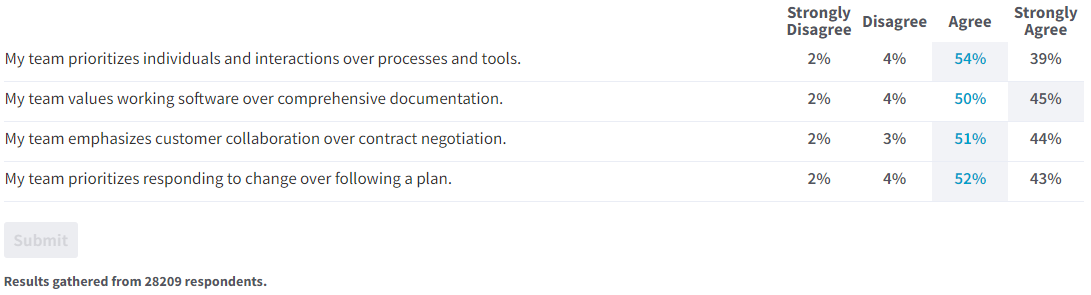 Strongly Disagree Disagree Agree Strongly Agree
My team prioritizes individuals and interactions over processes and tools. 2% 4% 54% 39%
My team values working software over comprehensive documentation. 2% 4% 50% 45%
My team emphasizes customer collaboration over contract negotiation. 2% 3% 51% 44%
My team prioritizes responding to change over following a plan. 2% 4% 52% 43%
Submit
Results gathered from 28209 respondents.